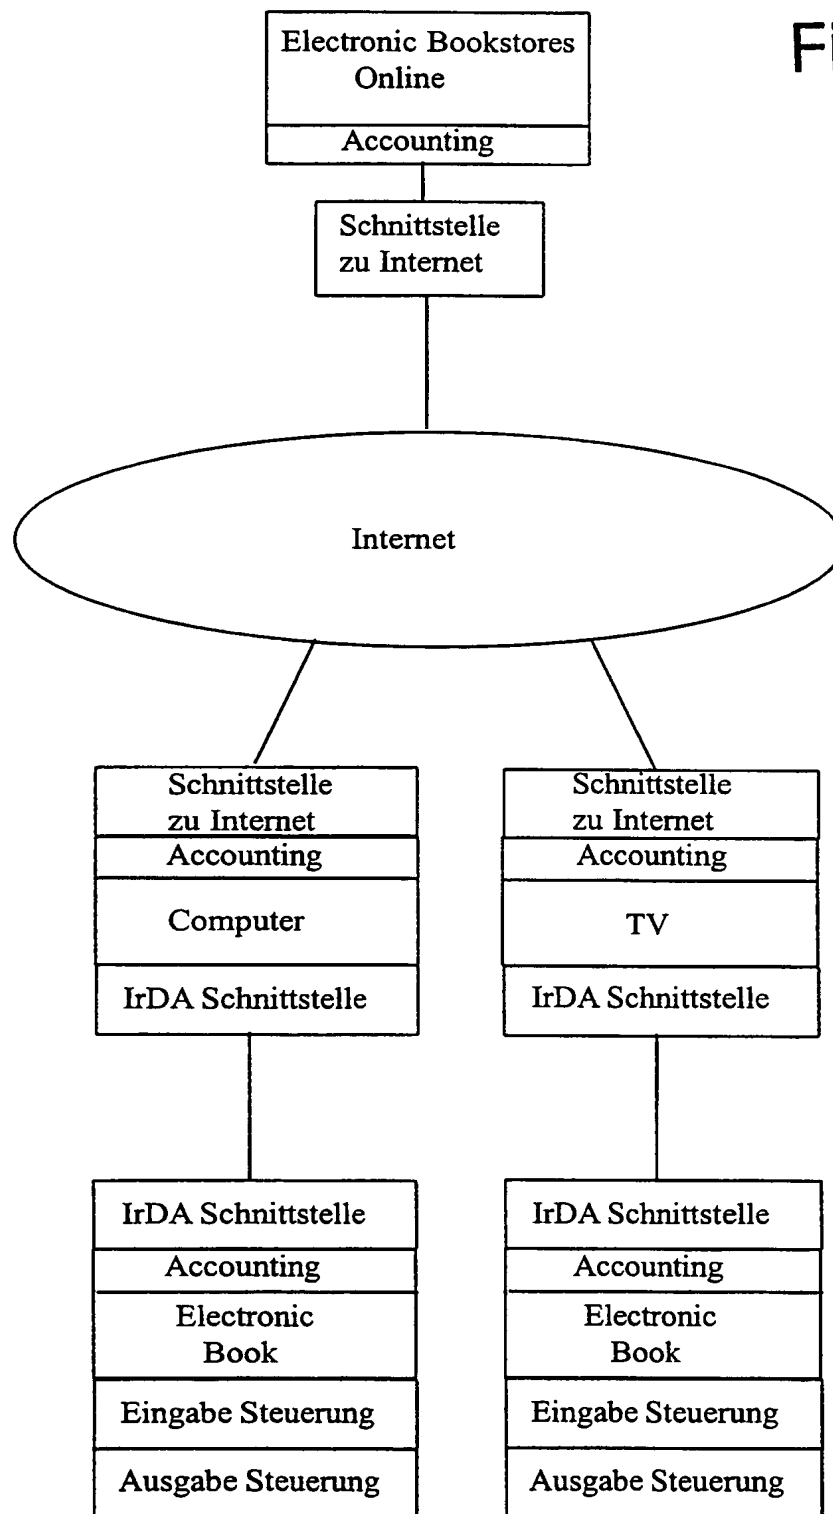 Electronic Bookstores
Online
Accounting
Fi
Schnittstelle
zu Internet
Internet
Schnittstelle
zu Internet
Accounting
Computer
IrDA Schnittstelle
Schnittstelle
zu Internet
Accounting
TV
IrDA Schnittstelle
IrDA Schnittstelle
Accounting
Electronic
Book
Eingabe Steuerung
Ausgabe Steuerung
IrDA Schnittstelle
Accounting
Electronic
Book
Eingabe Steuerung
Ausgabe Steuerung